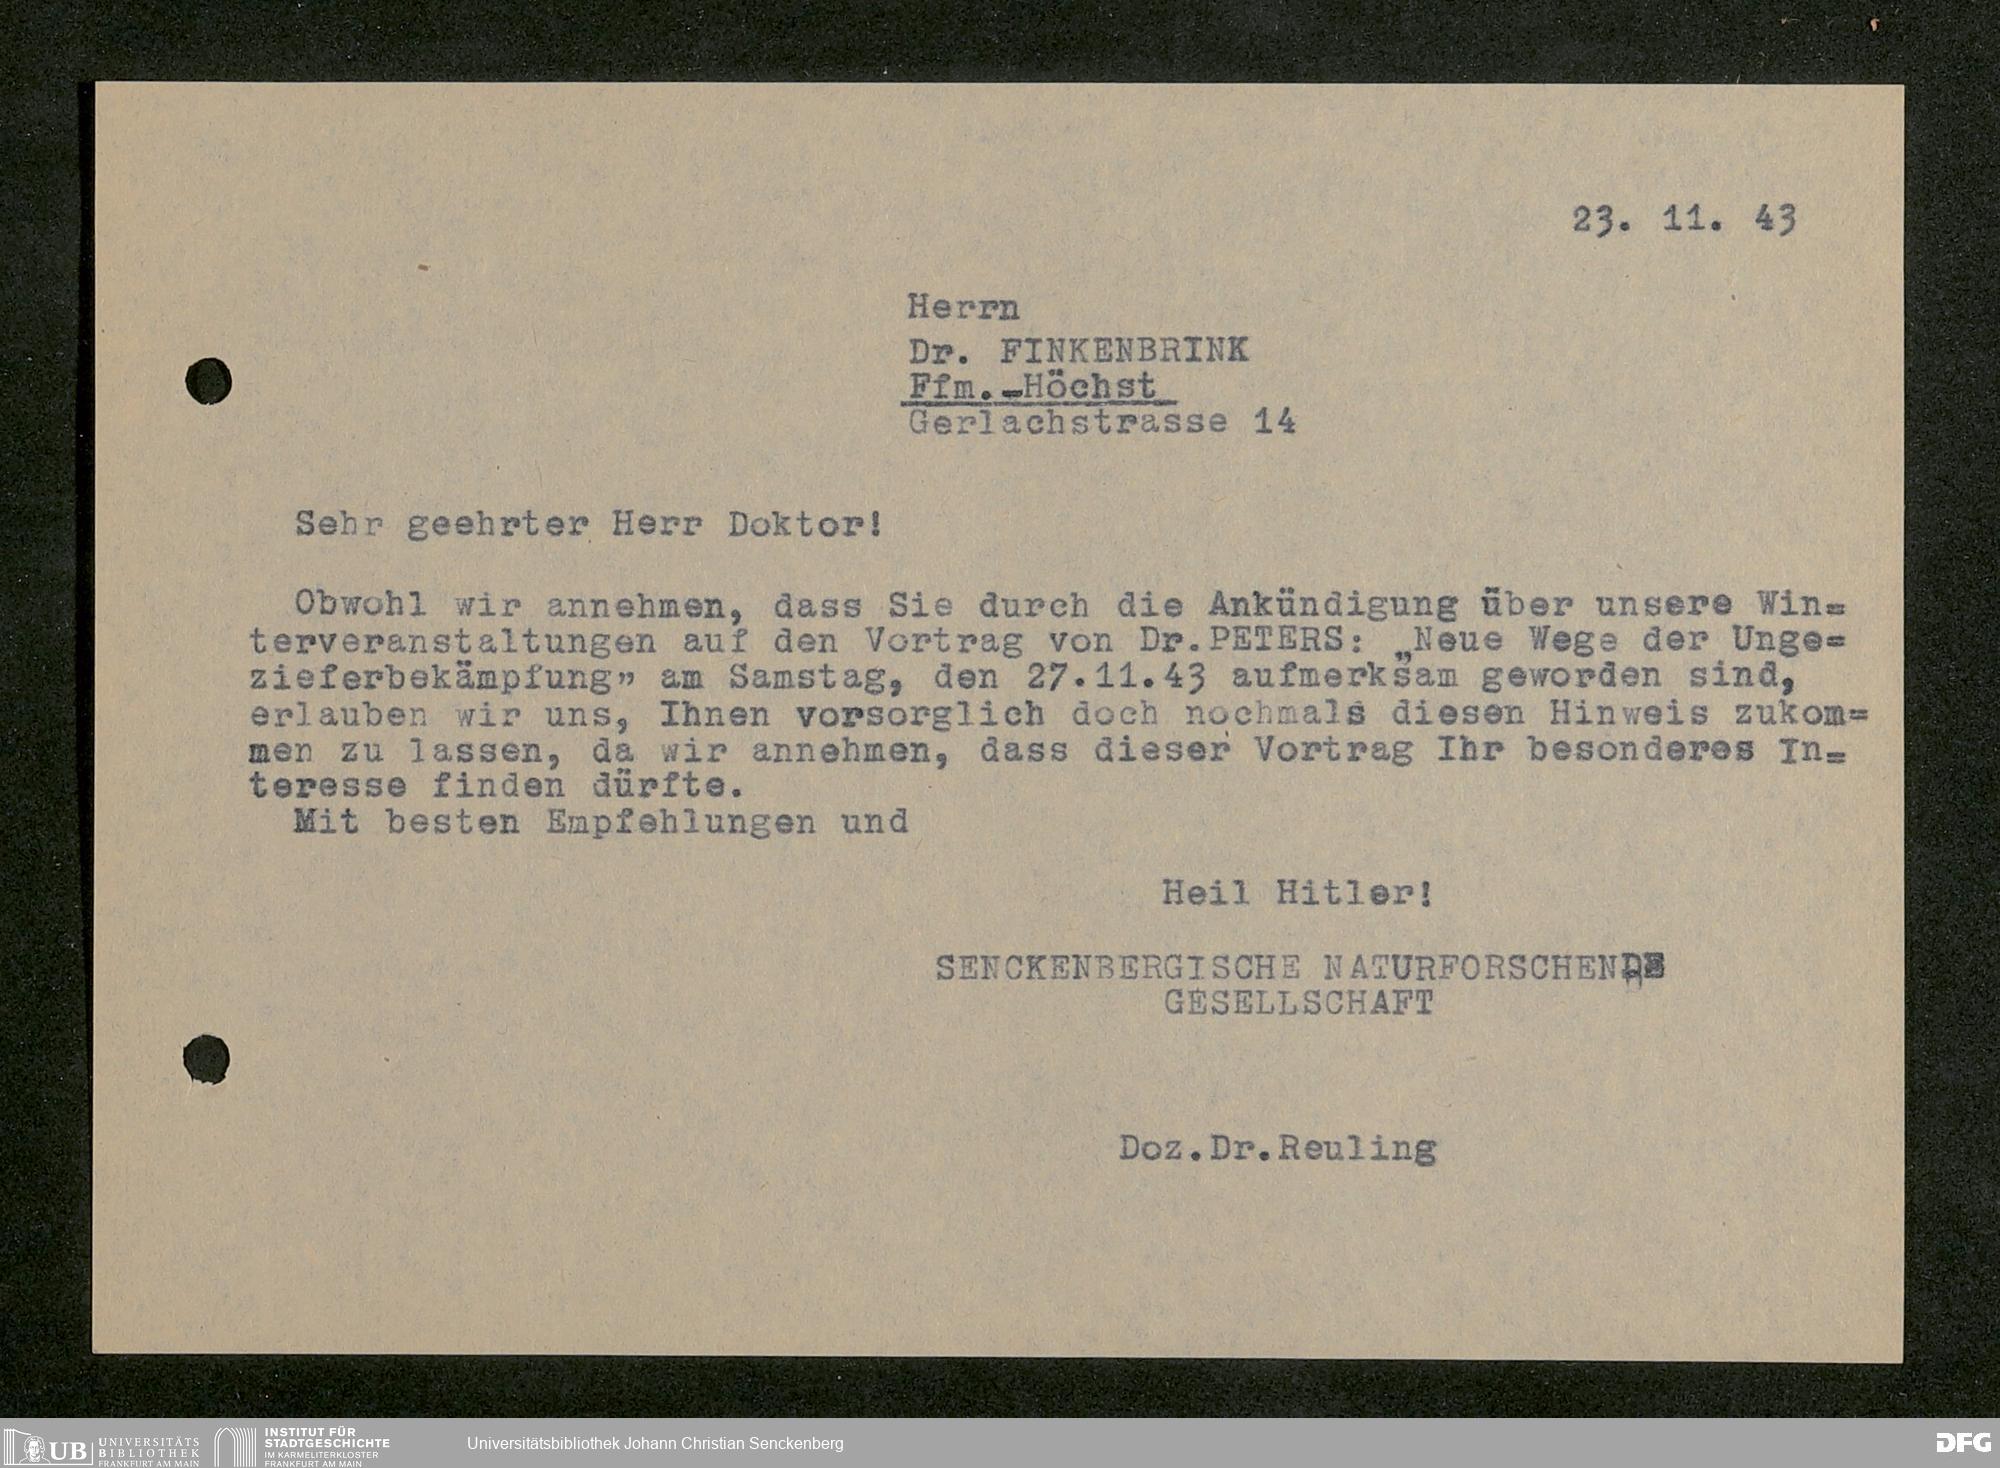 23. 11. 43
Herrn
Dr. FINKENBRINK
Ffm.-Höchst
Gerlachstrasse 14
Sehr geehrter Herr Doktor!
Obwohl wir annehmen, dass Sie durch die Ankündigung über unsere Win=
terveranstaltungen auf den Vortrag von Dr.PETERS: „Neue Wege der Unge=
zieferbekämpfung” am Samstag, den 27.11.43 aufmerksam geworden sind,
erlauben wir uns, Ihnen vorsorglich doch nochmals diesen Hinweis zukom=
men zu lassen, da wir annehmen, dass dieser Vortrag Ihr besonderes In=
teresse finden dürfte.
Mit besten Empfehlungen und
Heil Hitler!
SENCKENBERGISCHE NATURFORSCHENDE
GESELLSCHAFT
Doz.Dr.Reuling
UB
UNIVERSITÄTS
BIBLIOTHEK
FRANKFURT AM MAIN
INSTITUT FÜR
STADTGESCHICHTE
IM KARMELITERKLOSTER
FRANKFURT AM MAIN
Universitätsbibliothek Johann Christian Senckenberg
DFG